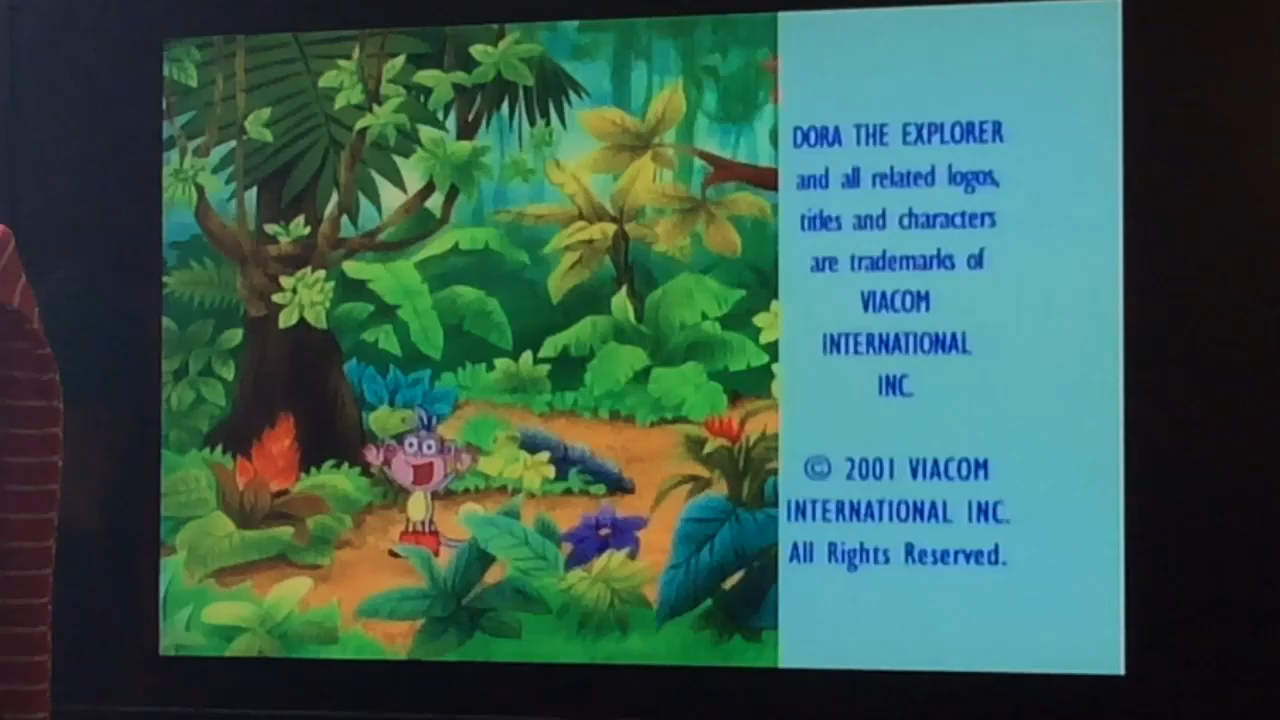 DORA THE EXPLORER
and all related logos,
titles and characters
are trademarks of
VIACOM
INTERNATIONAL
INC.
© 2001 VIACOM
INTERNATIONAL INC.
All Rights Reserved.